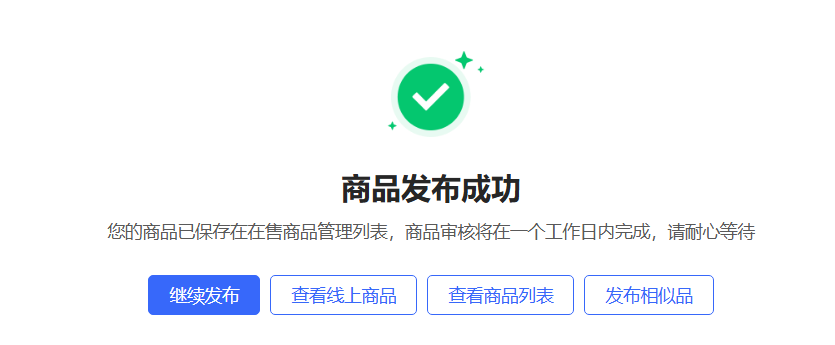 商品发布成功
您的商品已保存在在售商品管理列表，商品审核将在一个工作日内完成，请耐心等待
继续发布 查看线上商品 查看商品列表 发布相似品